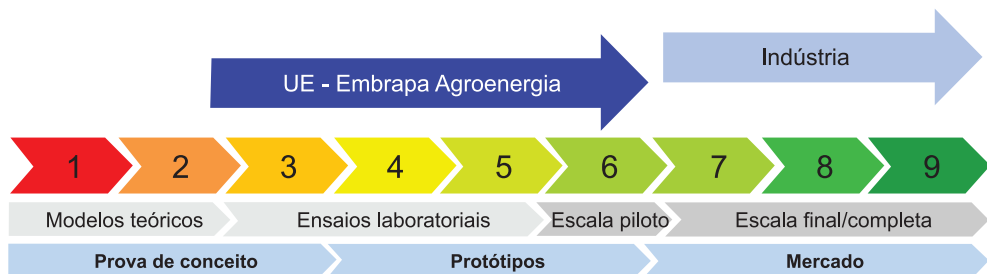 Indústria
UE - Embrapa Agroenergia
1 2 3 4 5 6 7 8 9
Modelos teóricos Ensaios laboratoriais Escala piloto Escala final/completa
Prova de conceito Protótipos Mercado